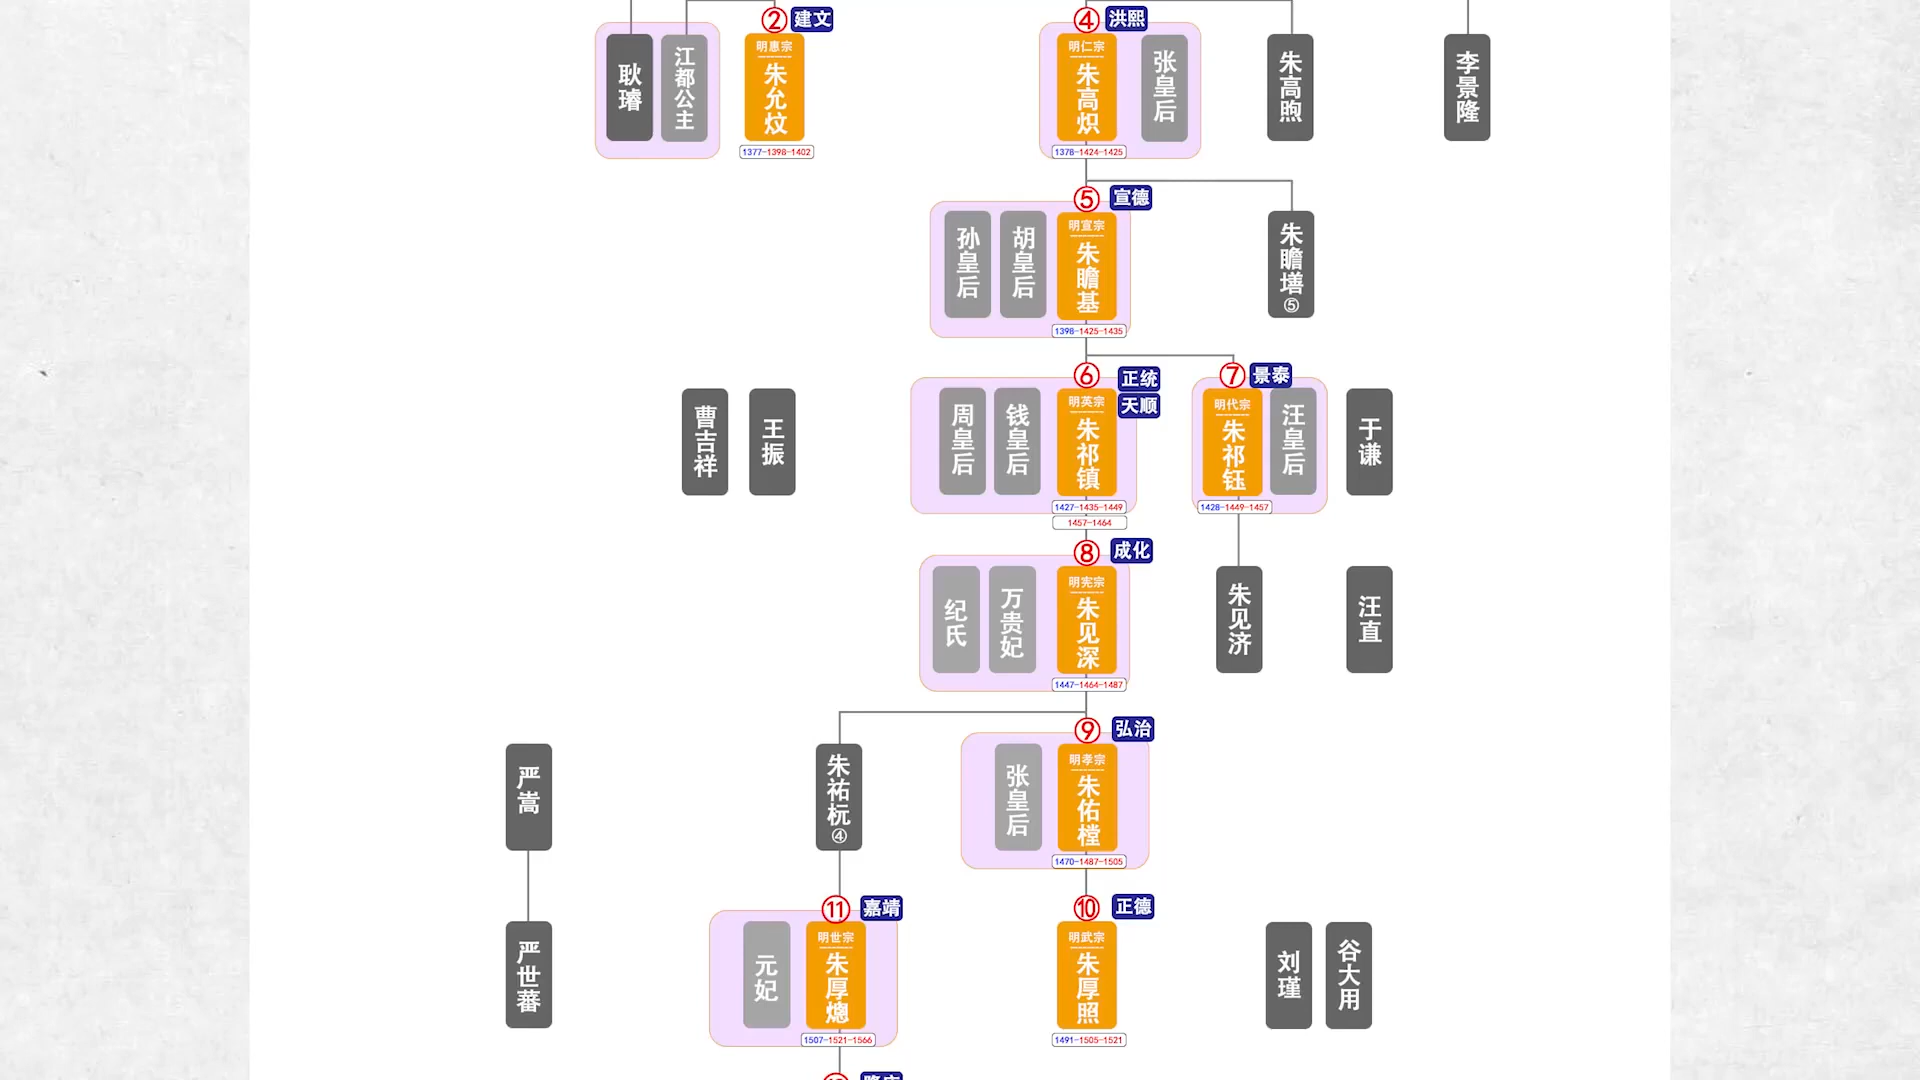 ② 建文
④ 洪熙
耿璿
江都公主
明惠宗
朱允炆
1377-1398-1402
明仁宗
朱高炽
1378-1424-1425
张皇后
朱高煦
李景隆
⑤ 宣德
孙皇后
胡皇后
明宣宗
朱瞻基
1398-1425-1435
朱瞻墡
⑤
⑥ 正统
天顺
⑦ 景泰
曹吉祥
王振
周皇后
钱皇后
明英宗
朱祁镇
1427-1435-1449
1457-1464
明代宗
朱祁钰
1428-1449-1457
汪皇后
于谦
⑧ 成化
纪氏
万贵妃
明宪宗
朱见深
1447-1464-1487
朱见济
汪直
⑨ 弘治
严嵩
朱祐杬
④
张皇后
明孝宗
朱佑樘
1470-1487-1505
⑪ 嘉靖
⑩ 正德
严世蕃
元妃
明世宗
朱厚熜
1507-1521-1566
明武宗
朱厚照
1491-1505-1521
刘瑾
谷大用